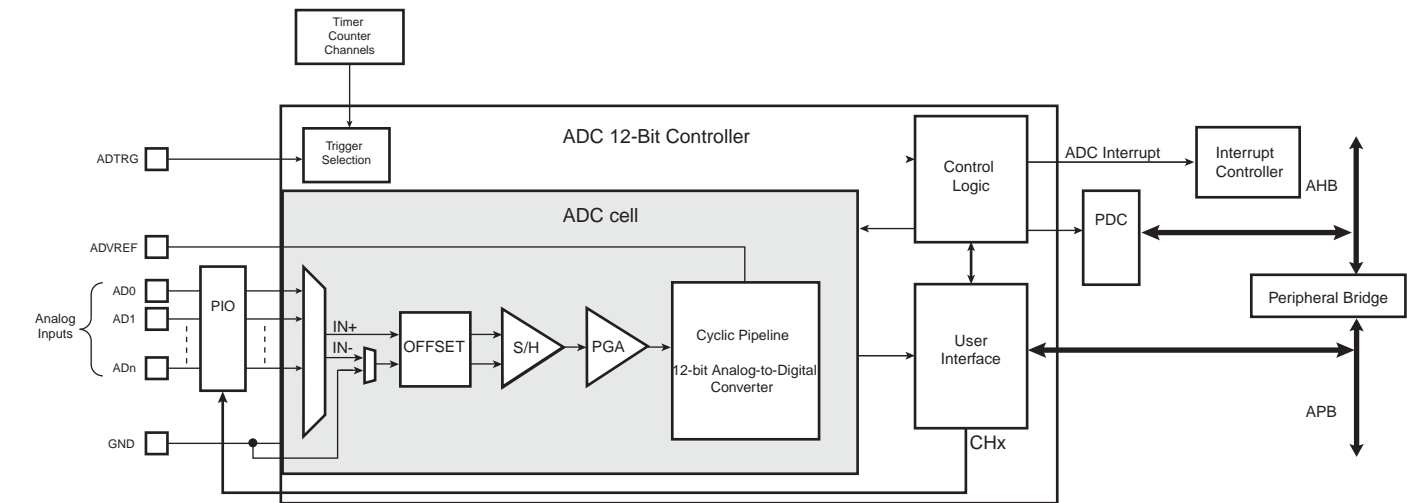 Timer
Counter
Channels
ADC 12-Bit Controller
Trigger
Selection
ADTRG
Control
Logic
ADC Interrupt
Interrupt
Controller
AHB
ADC cell
PDC
ADVREF
AD0
PIO
Analog
Inputs
AD1
ADn
IN+
IN-
OFFSET
S/H
PGA
Cyclic Pipeline
12-bit Analog-to-Digital
Converter
User
Interface
Peripheral Bridge
APB
GND
CHx